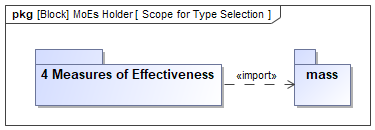 pkg [Block] MoEs Holder [ Scope for Type Selection ]
4 Measures of Effectiveness
«import»
mass